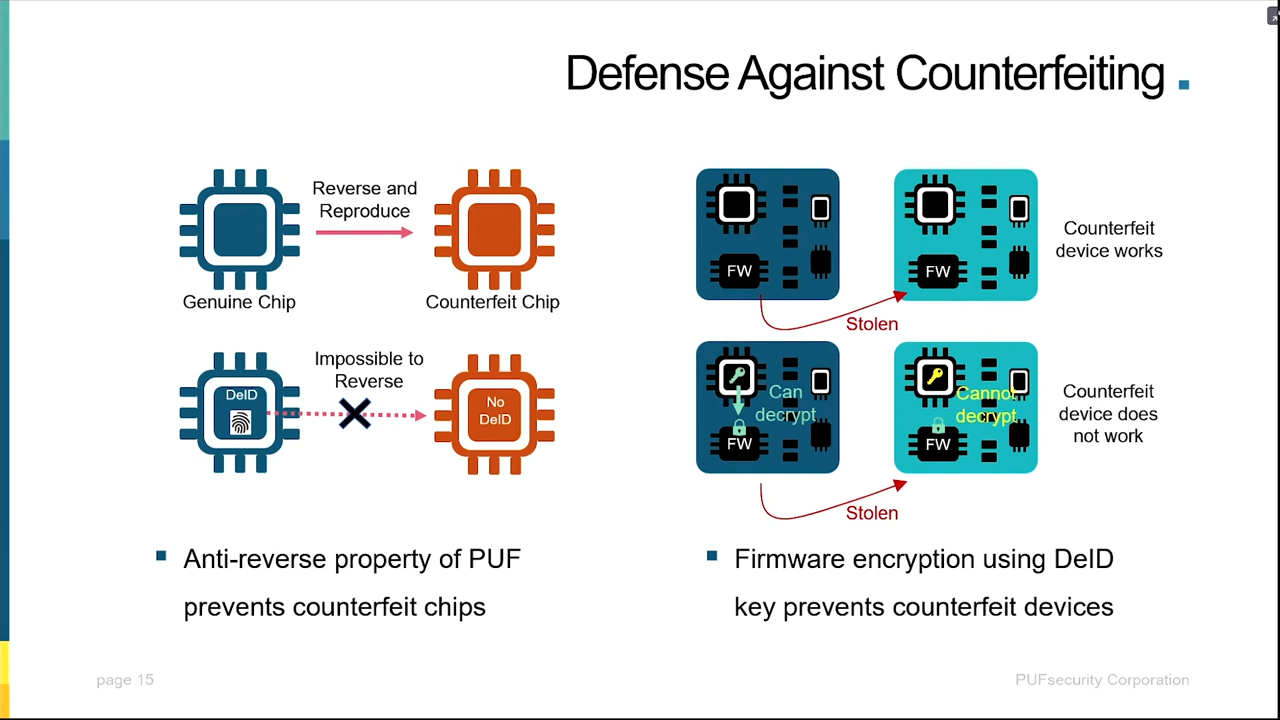 Defense Against Counterfeiting
Reverse and
Reproduce
Genuine Chip
Counterfeit Chip
Impossible to
Reverse
DeID
No
DeID
Anti-reverse property of PUF
prevents counterfeit chips
FW
FW
Counterfeit
device works
Stolen
Can
decrypt
FW
Cannot
decrypt
FW
Counterfeit
device does
not work
Stolen
Firmware encryption using DeID
key prevents counterfeit devices
page 15
PUFsecurity Corporation